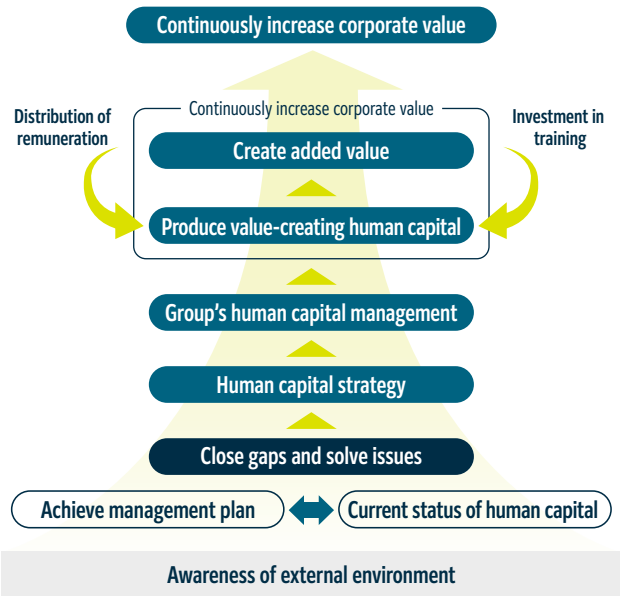 Continuously increase corporate value
Distribution of
remuneration
Continuously increase corporate value
Investment in
training
Create added value
Produce value-creating human capital
Group's human capital management
Human capital strategy
Close gaps and solve issues
Achieve management plan
Current status of human capital
Awareness of external environment